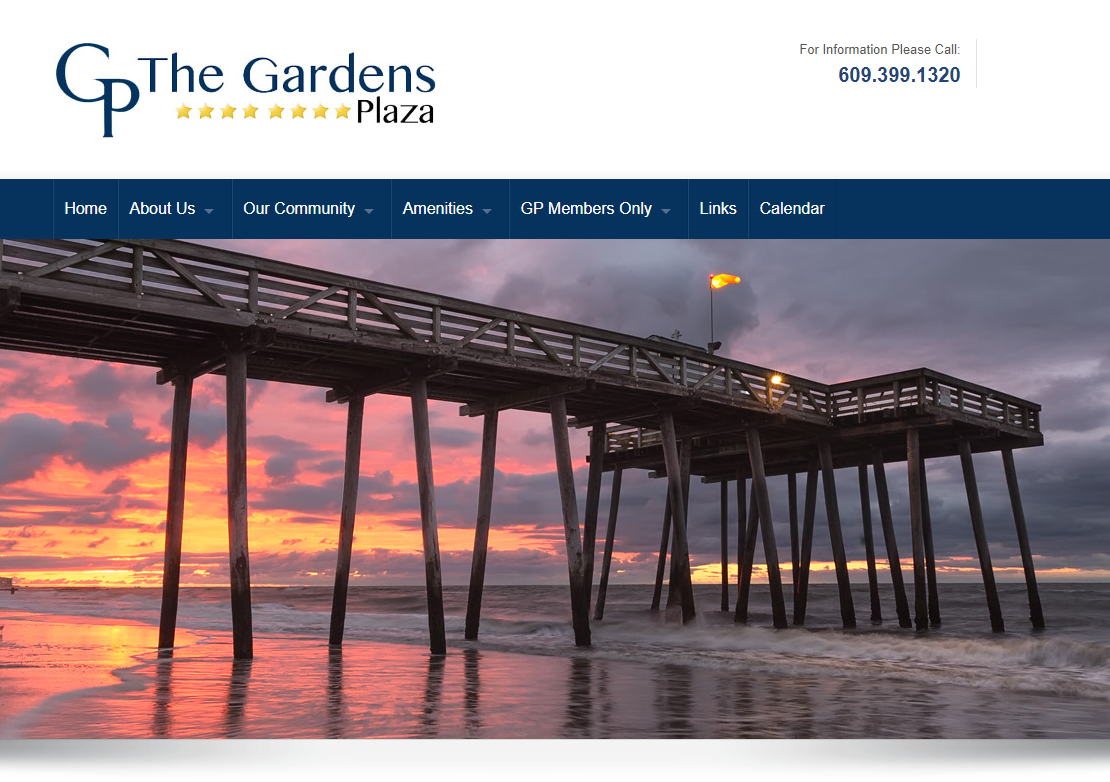 GP The Gardens
Plaza
For Information Please Call:
609.399.1320
Home About Us Our Community Amenities GP Members Only Links Calendar